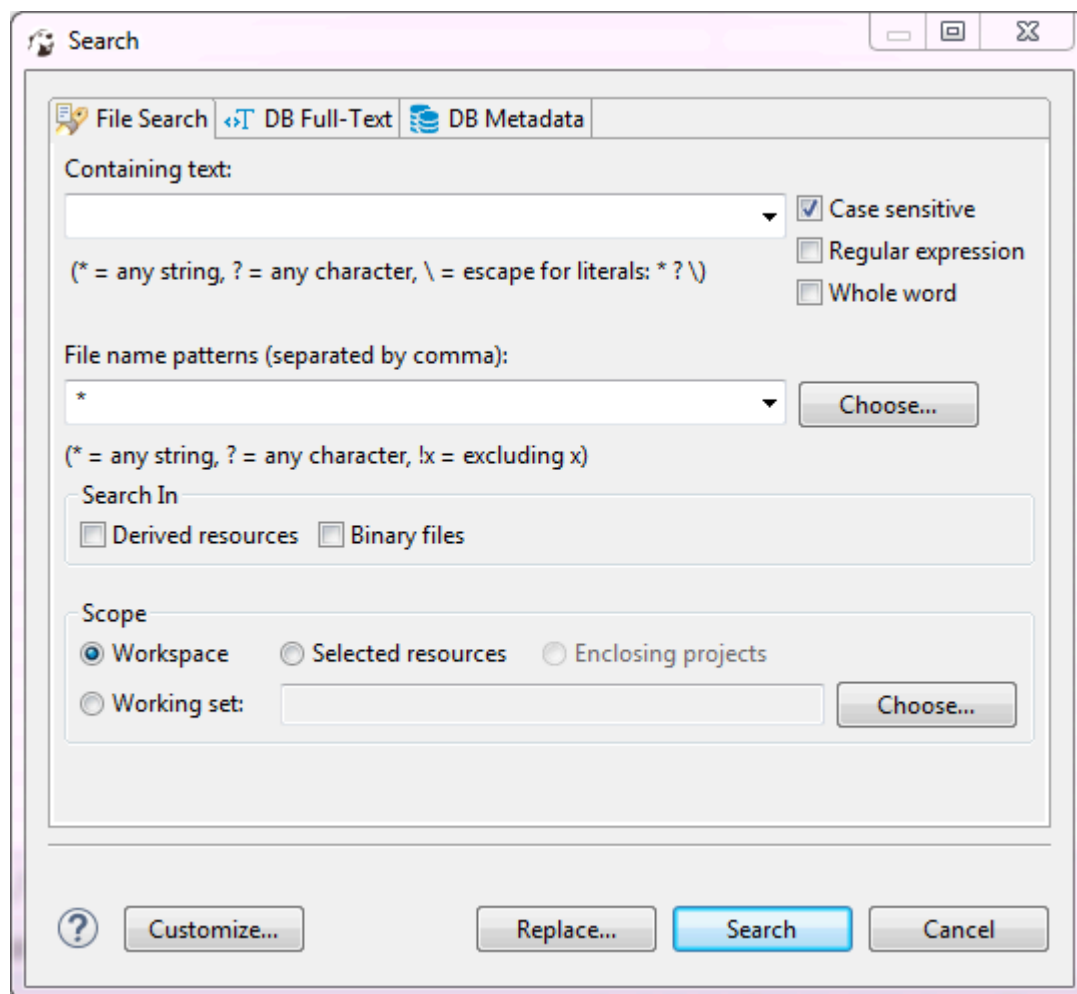 Search
File Search DB Full-Text DB Metadata
Containing text:
Case sensitive
Regular expression
(* = any string, ? = any character, \ = escape for literals: * ? \)
Whole word
File name patterns (separated by comma):
*
Choose...
(* = any string, ? = any character, !x = excluding x)
Search In
Derived resources Binary files
Scope
Workspace Selected resources Enclosing projects
Working set: Choose...
? Customize... Replace... Search Cancel